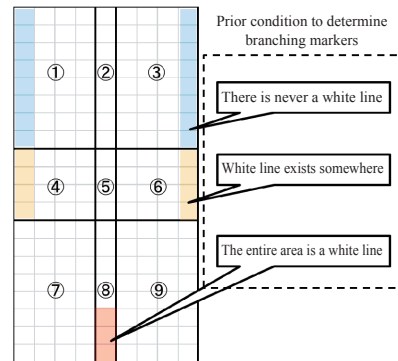 Prior condition to determine
branching markers
① ② ③
There is never a white line
④ ⑤ ⑥
White line exists somewhere
The entire area is a white line
⑦ ⑧ ⑨